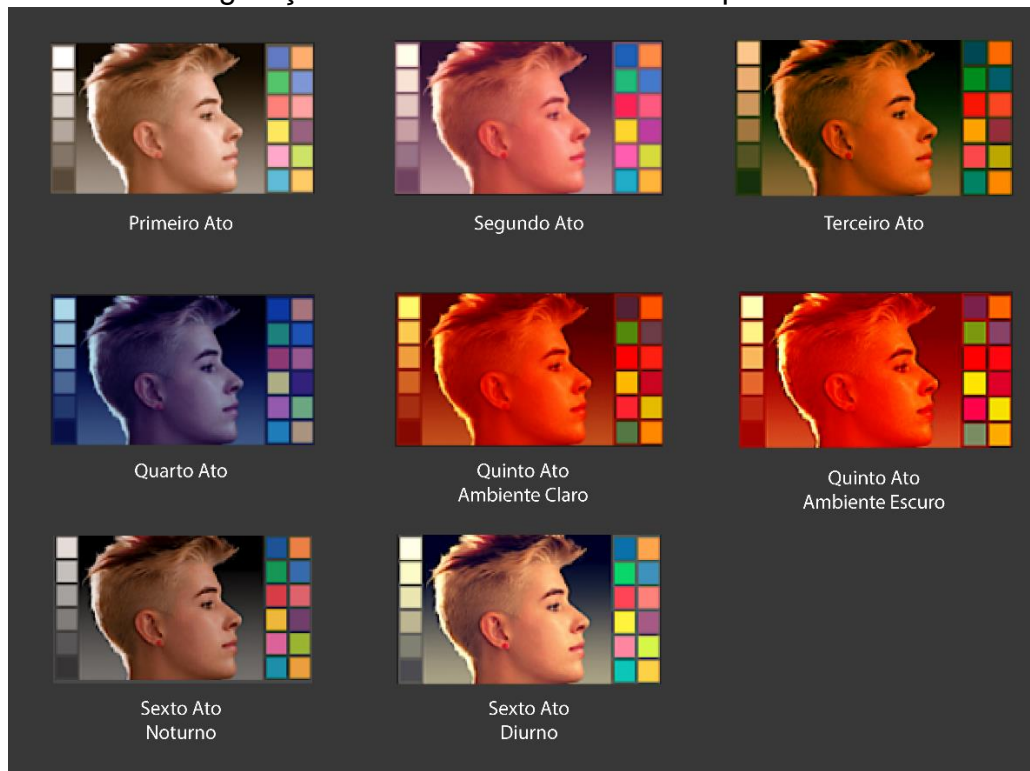 Primeiro Ato
Segundo Ato
Terceiro Ato
Quarto Ato
Quinto Ato
Ambiente Claro
Quinto Ato
Ambiente Escuro
Sexto Ato
Noturno
Sexto Ato
Diurno